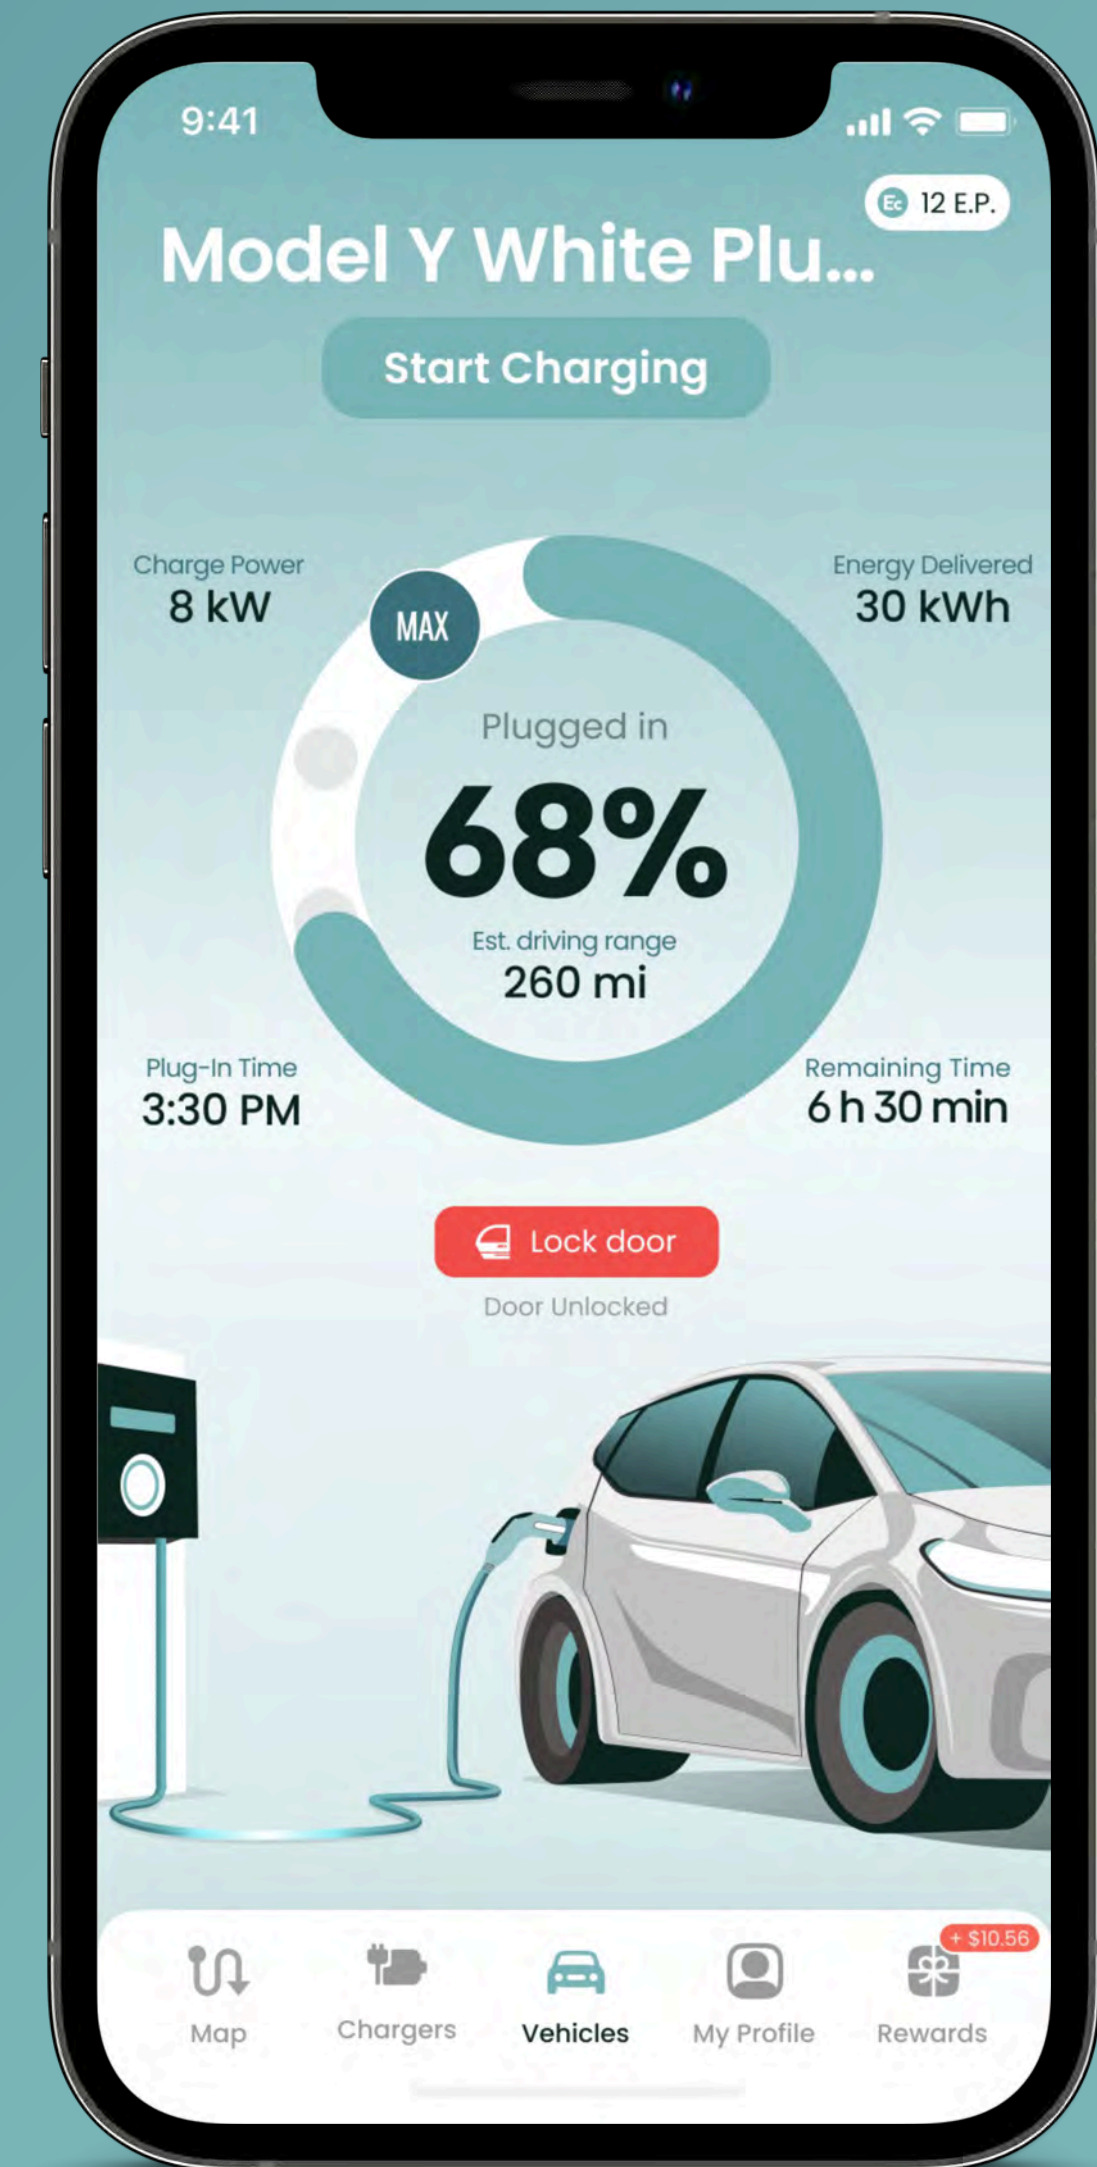 9:41
Ec 12 E.P.
Model Y White Plu...
Start Charging
Charge Power
8 kW
Energy Delivered
30 kWh
MAX
Plugged in
68%
Est. driving range
260 mi
Plug-In Time
3:30 PM
Remaining Time
6 h 30 min
Lock door
Door Unlocked
+ $10.56
Map
Chargers
Vehicles
My Profile
Rewards